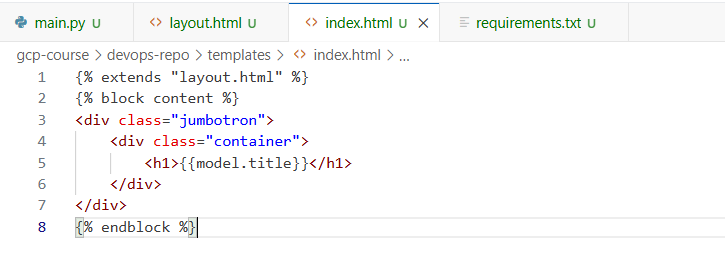 main.py U layout.html U index.html U × requirements.txt U
gcp-course > devops-repo > templates > <> index.html > ...
1 {% extends "layout.html" %}
2 {% block content %}
3 <div class="jumbotron">
4     <div class="container">
5         <h1>{{model.title}}</h1>
6     </div>
7 </div>
8 {% endblock %}